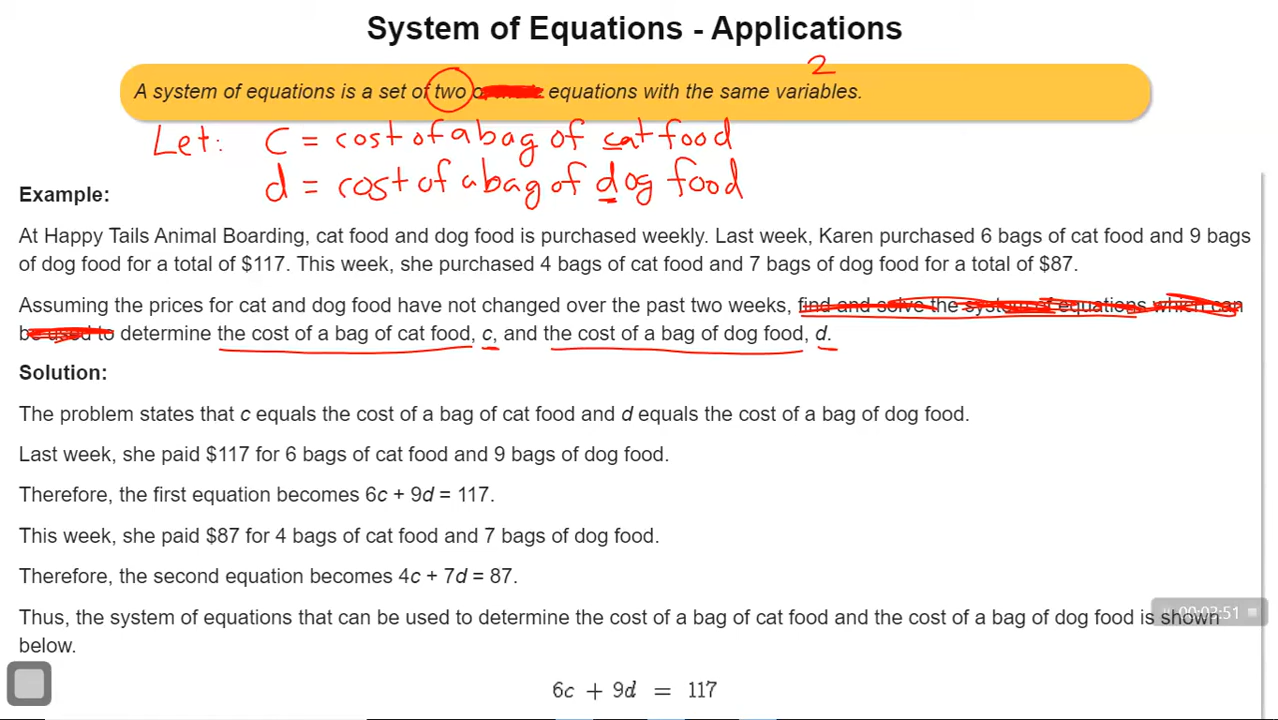 System of Equations - Applications
2
A system of equations is a set of two equations with the same variables.
Let: C = cost of a bag of cat food
d = cost of a bag of dog food
Example:
At Happy Tails Animal Boarding, cat food and dog food is purchased weekly. Last week, Karen purchased 6 bags of cat food and 9 bags
of dog food for a total of $117. This week, she purchased 4 bags of cat food and 7 bags of dog food for a total of $87.
Assuming the prices for cat and dog food have not changed over the past two weeks, find and solve the system of equations which can
be used to determine the cost of a bag of cat food, c, and the cost of a bag of dog food, d.
Solution:
The problem states that c equals the cost of a bag of cat food and d equals the cost of a bag of dog food.
Last week, she paid $117 for 6 bags of cat food and 9 bags of dog food.
Therefore, the first equation becomes 6c + 9d = 117.
This week, she paid $87 for 4 bags of cat food and 7 bags of dog food.
Therefore, the second equation becomes 4c + 7d = 87.
Thus, the system of equations that can be used to determine the cost of a bag of cat food and the cost of a bag of dog food is shown
below.
00:03:51
6c + 9d = 117